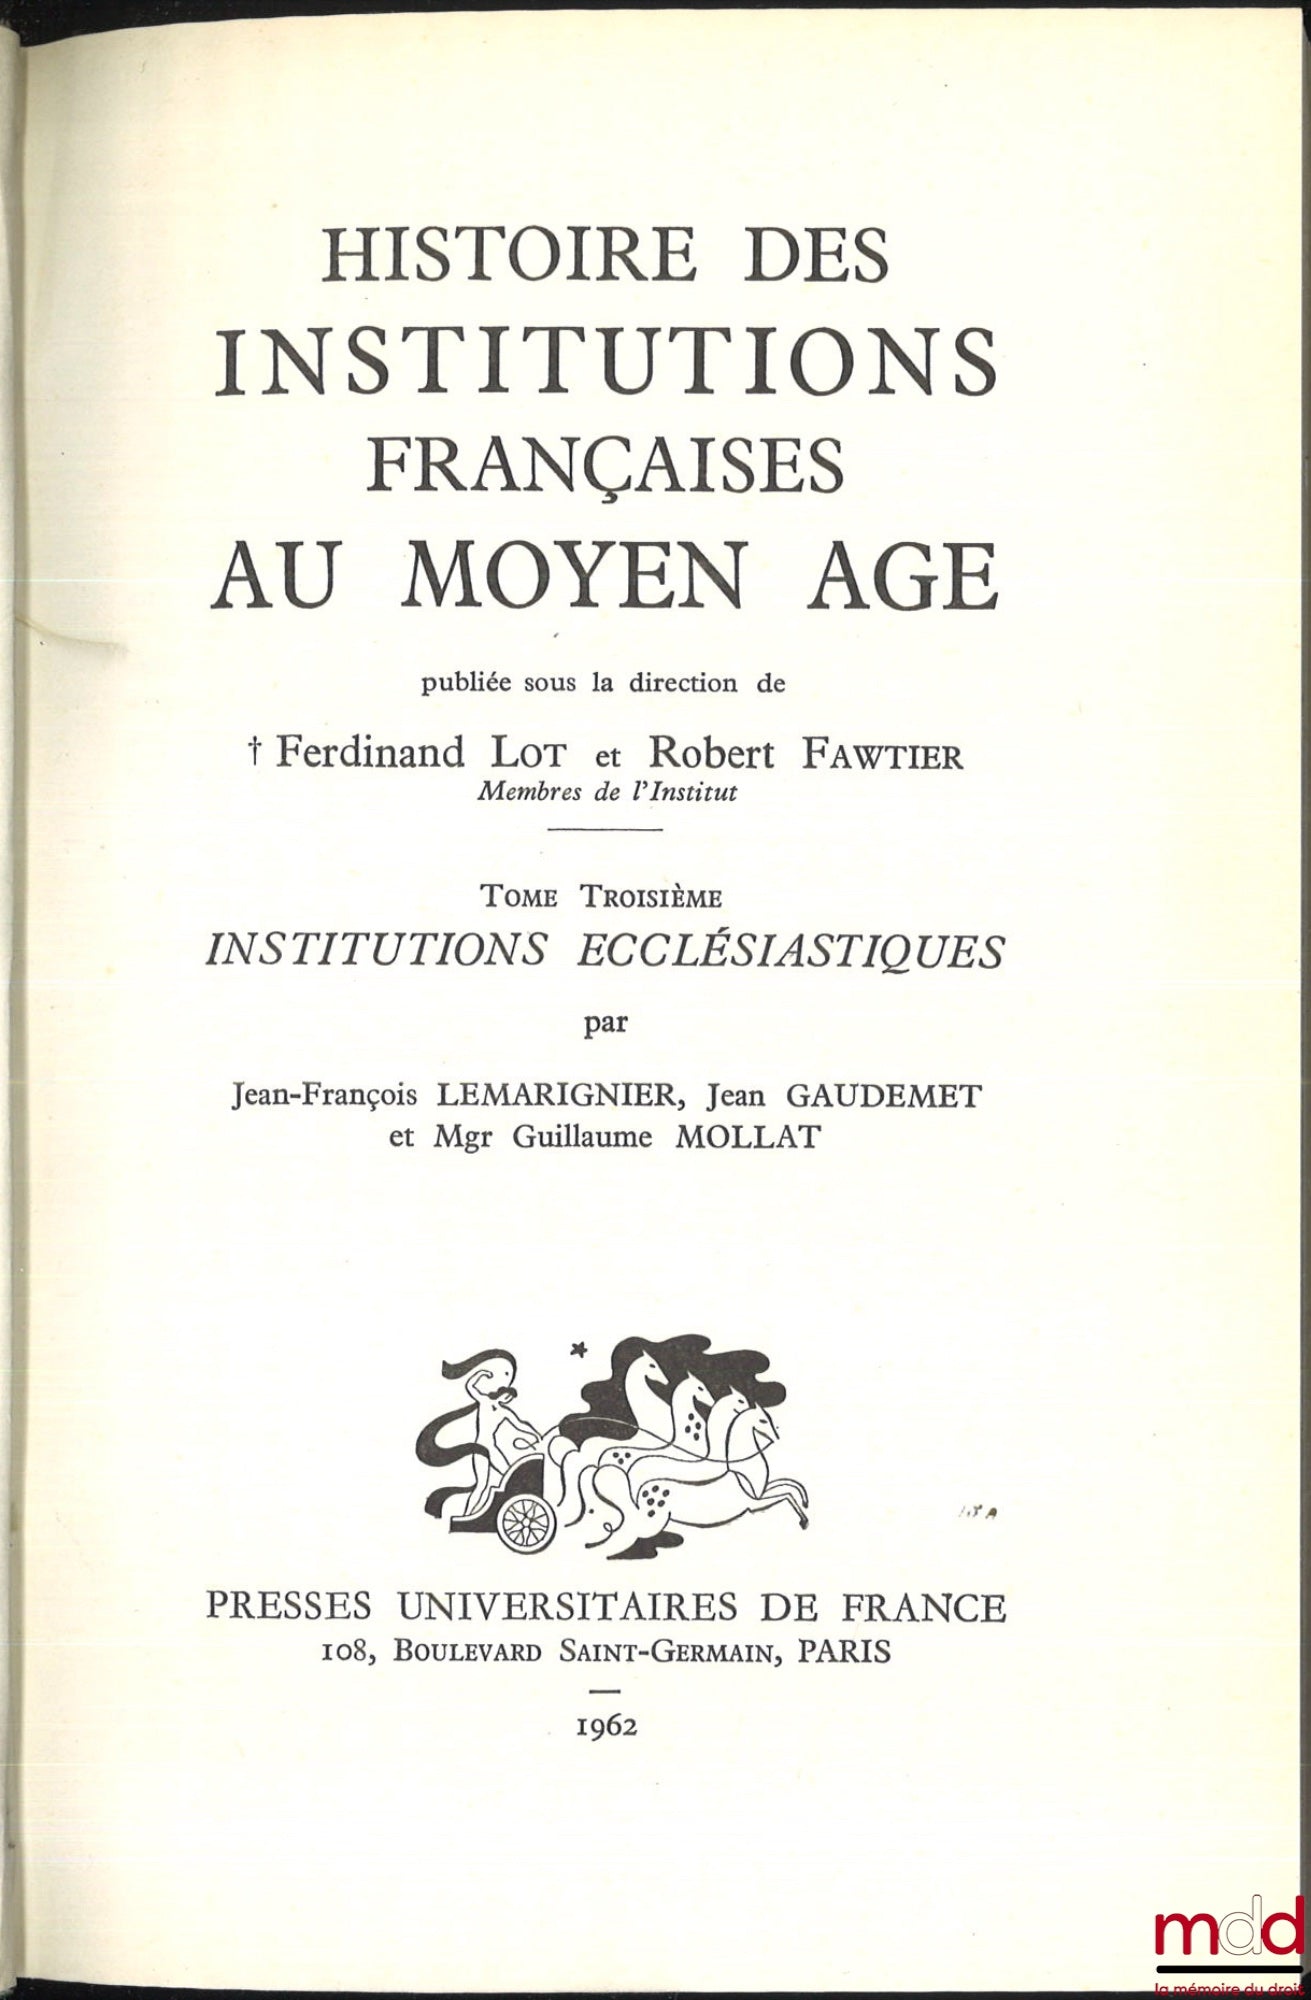 HISTOIRE DES
INSTITUTIONS
FRANÇAISES
AU MOYEN AGE
publiée sous la direction de
† Ferdinand LOT et Robert FAWTIER
Membres de l'Institut
TOME TROISIÈME
INSTITUTIONS ECCLÉSIASTIQUES
par
Jean-François LEMARIGNIER, Jean GAUDEMET
et Mgr Guillaume MOLLAT
PRESSES UNIVERSITAIRES DE FRANCE
108, BOULEVARD SAINT-GERMAIN, PARIS
1962
mdd
la mémoire du droit